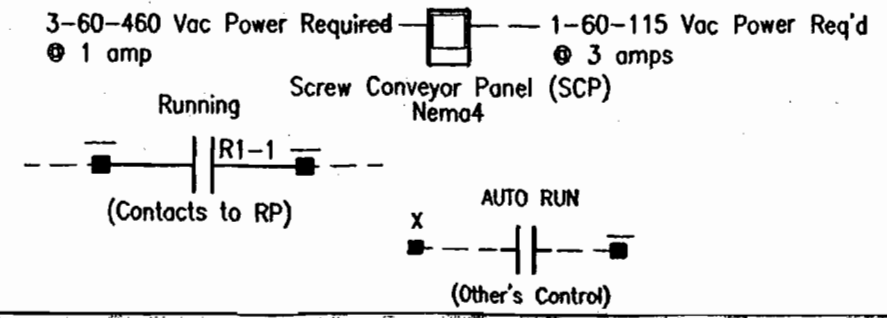 3-60-460 Vac Power Required
@ 1 amp
1-60-115 Vac Power Req'd
@ 3 amps
Screw Conveyor Panel (SCP)
Nema4
Running
R1-1
(Contacts to RP)
AUTO RUN
X
(Other's Control)